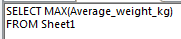 SELECT MAX(Average_weight_kg)
FROM Sheet1